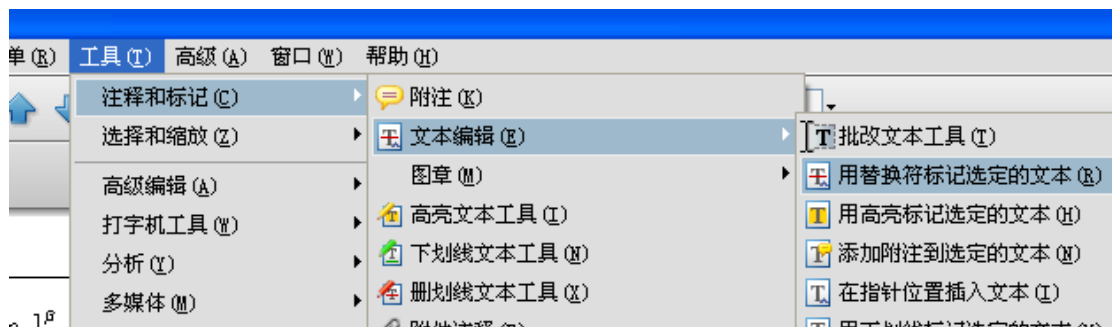 单(R) 工具(T) 高级(A) 窗口(W) 帮助(H)
注释和标记(C)
选择和缩放(Z)
高级编辑(A)
打字机工具(W)
分析(Y)
多媒体(M)
附注(K)
文本编辑(E)
图章(M)
高亮文本工具(I)
下划线文本工具(N)
删划线文本工具(X)
批改文本工具(T)
用替换符标记选定的文本(R)
用高亮标记选定的文本(H)
添加附注到选定的文本(N)
在指针位置插入文本(I)